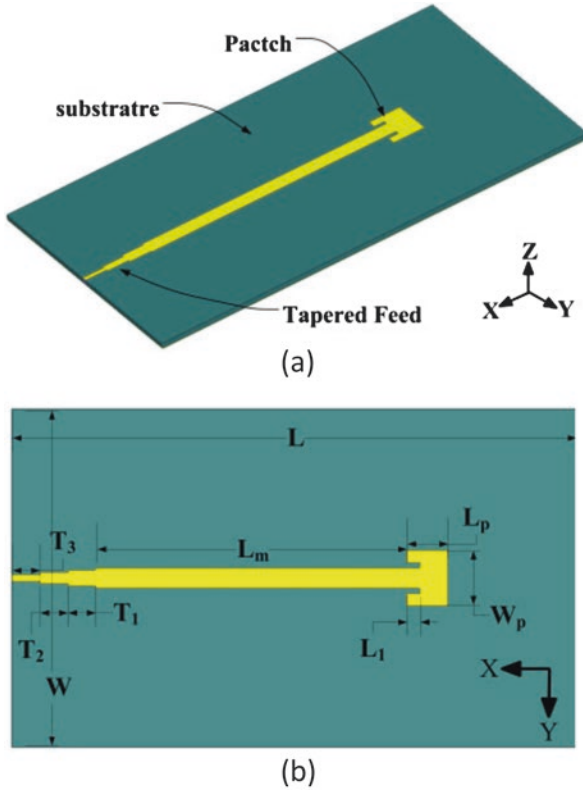 Pactch
substratre
Z
X
Y
Tapered Feed
(a)
L
T3
Lm
Lp
T1
Wp
T2
L1
W
X
Y
(b)